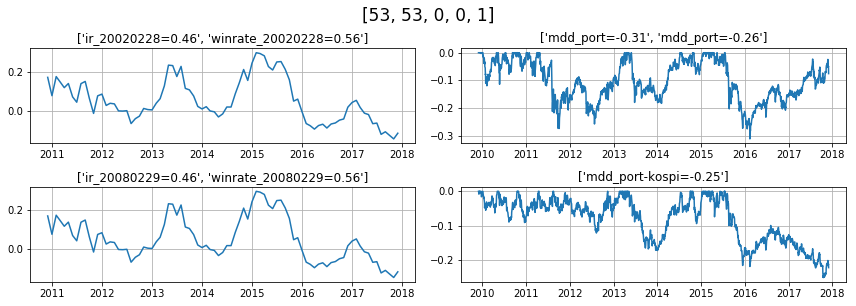 [53, 53, 0, 0, 1]
['ir_20020228=0.46', 'winrate_20020228=0.56']
0.2
0.0
2011 2012 2013 2014 2015 2016 2017 2018
['mdd_port=-0.31', 'mdd_port=-0.26']
0.0
−0.1
−0.2
−0.3
2010 2011 2012 2013 2014 2015 2016 2017 2018
['ir_20080229=0.46', 'winrate_20080229=0.56']
0.2
0.0
2011 2012 2013 2014 2015 2016 2017 2018
['mdd_port-kospi=-0.25']
0.0
−0.1
−0.2
2010 2011 2012 2013 2014 2015 2016 2017 2018